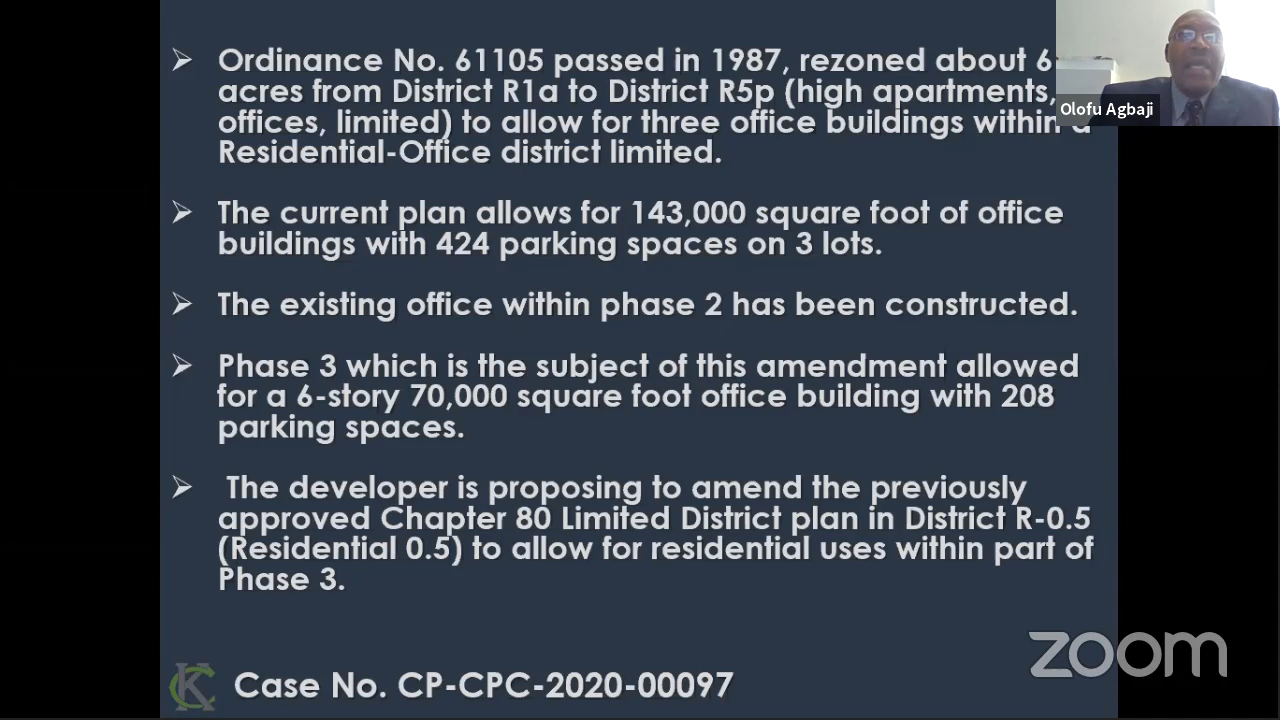 Ordinance No. 61105 passed in 1987, rezoned about 6
acres from District R1a to District R5p (high apartments,
offices, limited) to allow for three office buildings within a
Residential-Office district limited.
The current plan allows for 143,000 square foot of office
buildings with 424 parking spaces on 3 lots.
The existing office within phase 2 has been constructed.
Phase 3 which is the subject of this amendment allowed
for a 6-story 70,000 square foot office building with 208
parking spaces.
The developer is proposing to amend the previously
approved Chapter 80 Limited District plan in District R-0.5
(Residential 0.5) to allow for residential uses within part of
Phase 3.
KC
Case No. CP-CPC-2020-00097
Olofu Agbaji
zoom